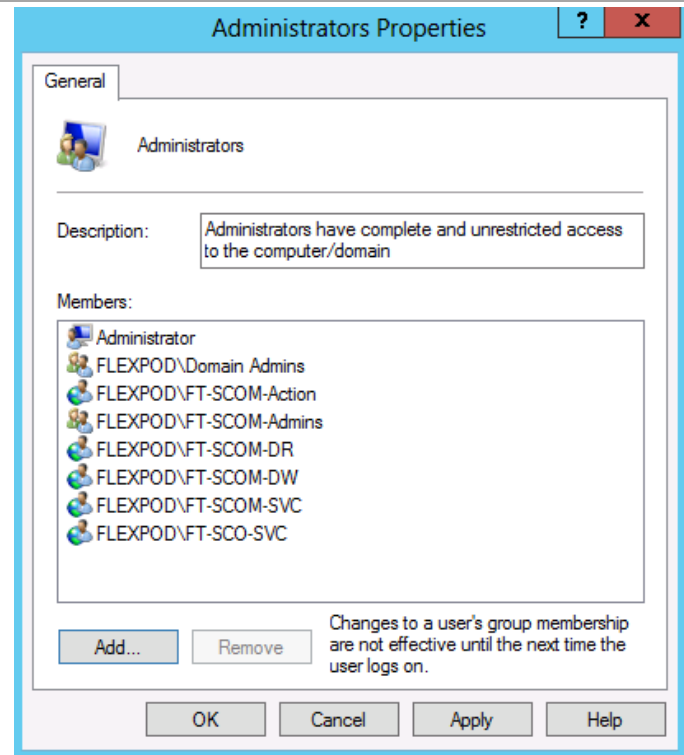 Administrators Properties
?
x
General
Administrators
Description:
Administrators have complete and unrestricted access
to the computer/domain
Members:
Administrator
FLEXPOD\Domain Admins
FLEXPOD\FT-SCOM-Action
FLEXPOD\FT-SCOM-Admins
FLEXPOD\FT-SCOM-DR
FLEXPOD\FT-SCOM-DW
FLEXPOD\FT-SCOM-SVC
FLEXPOD\FT-SCO-SVC
Add...
Remove
Changes to a user's group membership
are not effective until the next time the
user logs on.
OK
Cancel
Apply
Help